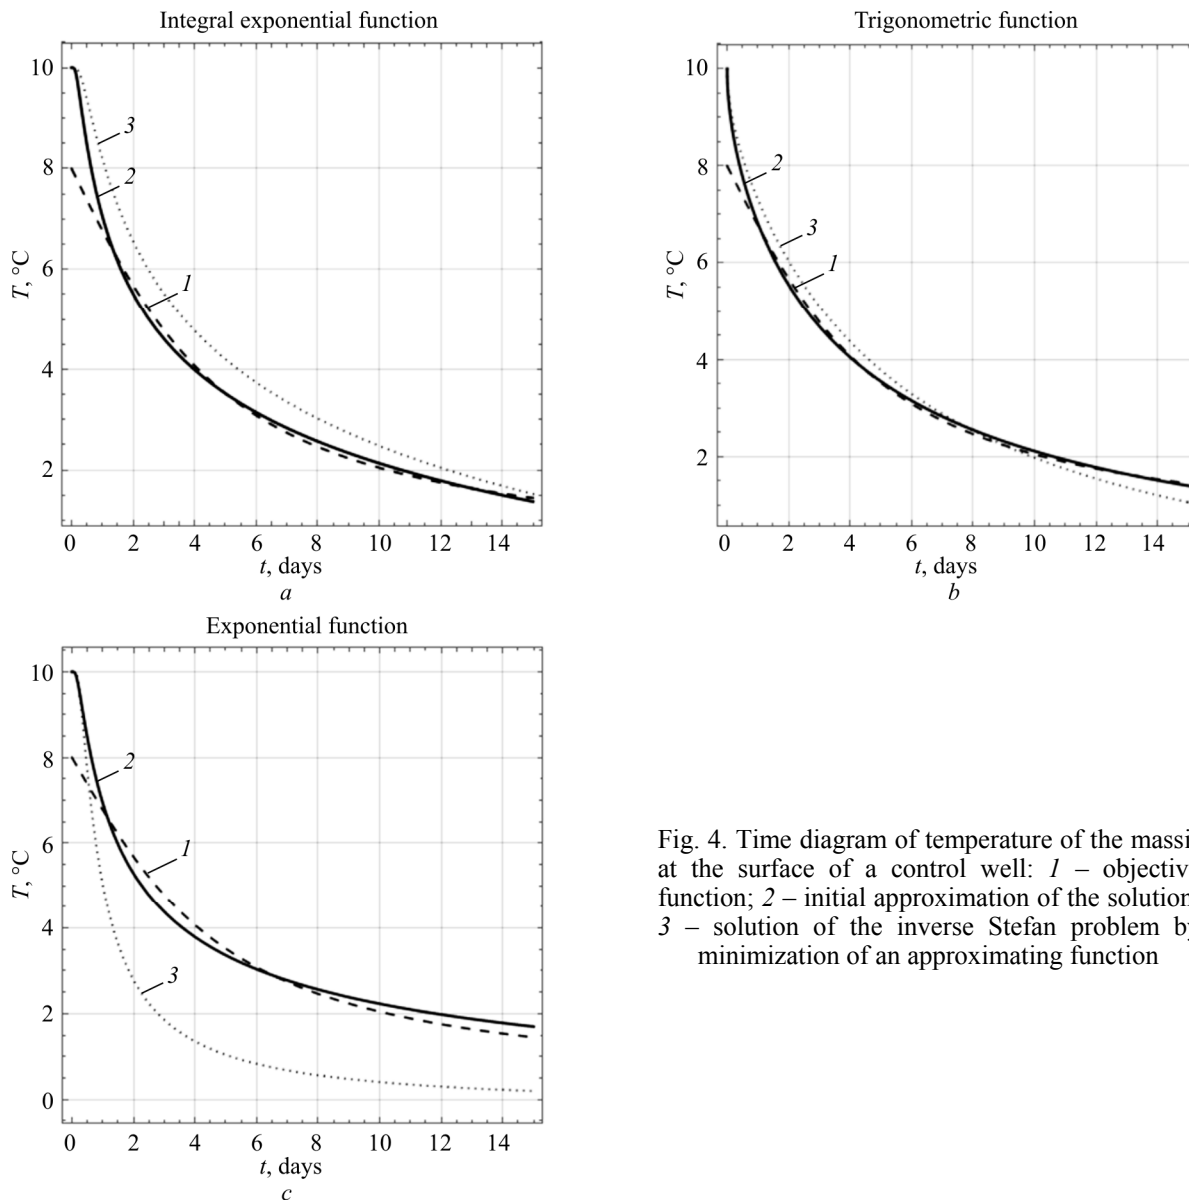 Integral exponential function
10
8
6
4
2
T, °C
3
2
1
0 2 4 6 8 10 12 14
t, days
a
Trigonometric function
10
8
6
4
2
T, °C
2
3
1
0 2 4 6 8 10 12 14
t, days
b
Exponential function
10
8
6
4
2
0
T, °C
2
1
3
0 2 4 6 8 10 12 14
t, days
c
Fig. 4. Time diagram of temperature of the massi
at the surface of a control well: 1 – objectiv
function; 2 – initial approximation of the solution
3 – solution of the inverse Stefan problem by
minimization of an approximating function